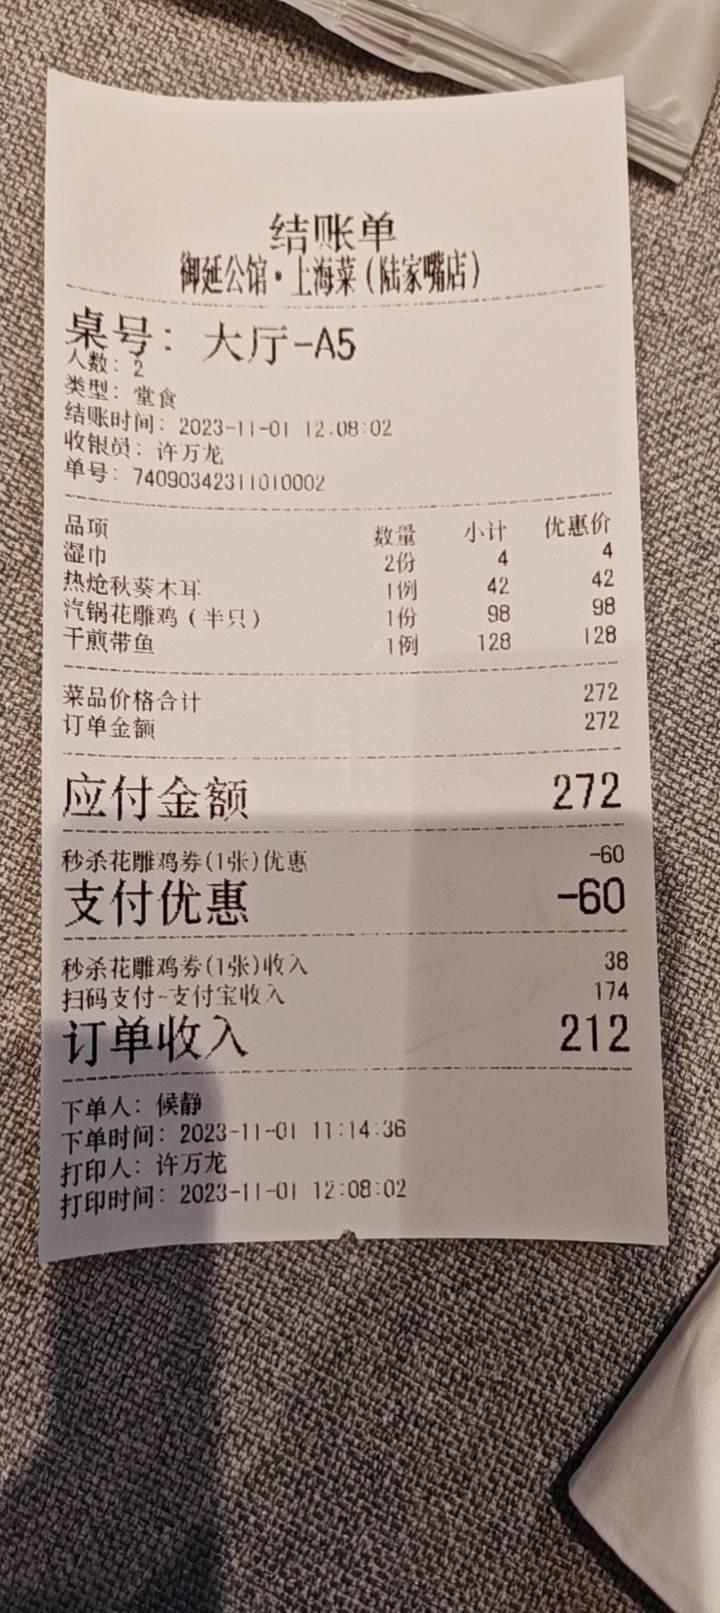 结账单
御延公馆·上海菜(陆家嘴店)
桌号: 大厅-A5
人数: 2
类型: 堂食
结账时间: 2023-11-01 12:08:02
收银员: 许万龙
单号: 74090342311010002
品项 数量 小计 优惠价
湿巾 2份 4 4
热炝秋葵木耳 1例 42 42
汽锅花雕鸡(半只) 1份 98 98
干煎带鱼 1例 128 128
菜品价格合计 272
订单金额 272
应付金额 272
秒杀花雕鸡券(1张)优惠 -60
支付优惠 -60
秒杀花雕鸡券(1张)收入 38
扫码支付-支付宝收入 174
订单收入 212
下单人: 候静
下单时间: 2023-11-01 11:14:36
打印人: 许万龙
打印时间: 2023-11-01 12:08:02